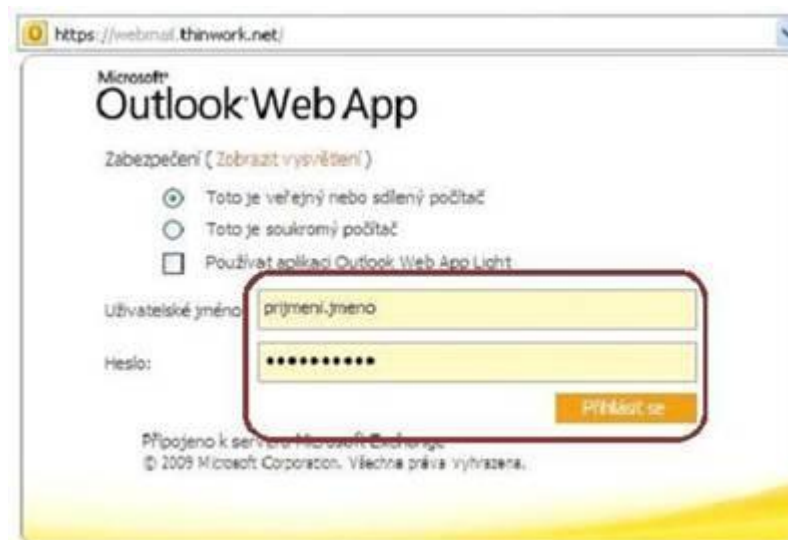 https://webmail.thinwork.net/
Microsoft®
Outlook Web App
Zabezpečení ( Zobrazit vysvětlení )
Toto je veřejný nebo sdílený počítač
Toto je soukromý počítač
Používat aplikaci Outlook Web App Light
Uživatelské jméno
prijmeni.jmeno
Heslo:
••••••••••
Přihlásit se
Připojeno k serveru Microsoft Exchange
© 2009 Microsoft Corporation. Všechna práva vyhrazena.